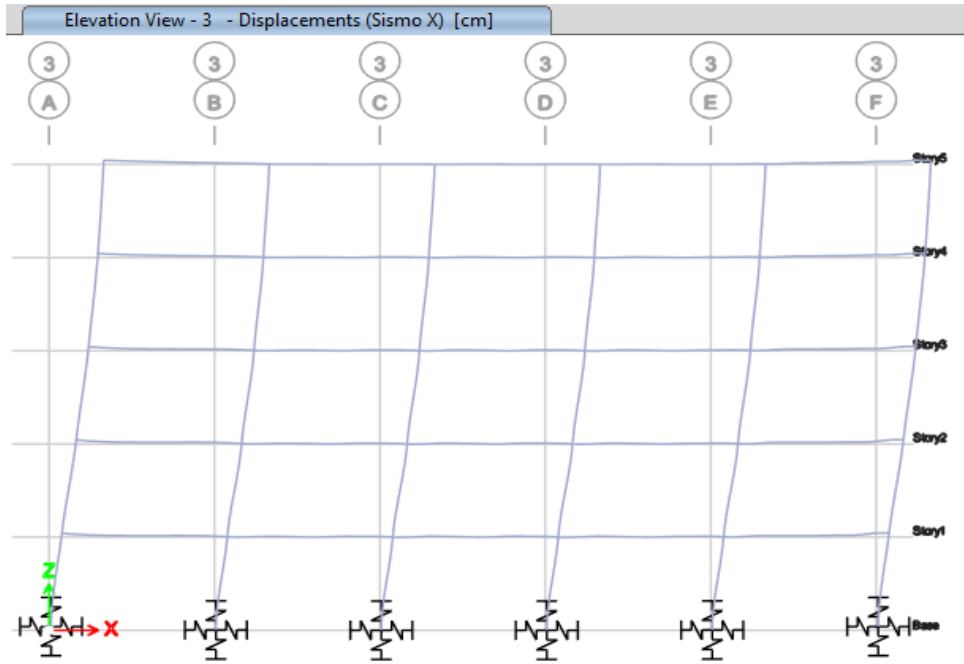 Elevation View - 3 - Displacements (Sismo X) [cm]
3 3 3 3 3 3
A B C D E F
Story5
Story4
Story3
Story2
Story1
Z
X
Base